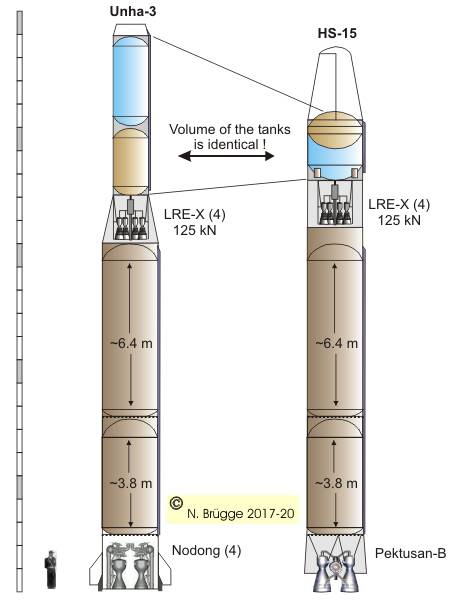 Unha-3
HS-15
Volume of the tanks
is identical !
LRE-X (4)
125 kN
LRE-X (4)
125 kN
~6.4 m
~6.4 m
~3.8 m
~3.8 m
© N. Brügge 2017-20
Nodong (4)
Pektusan-B